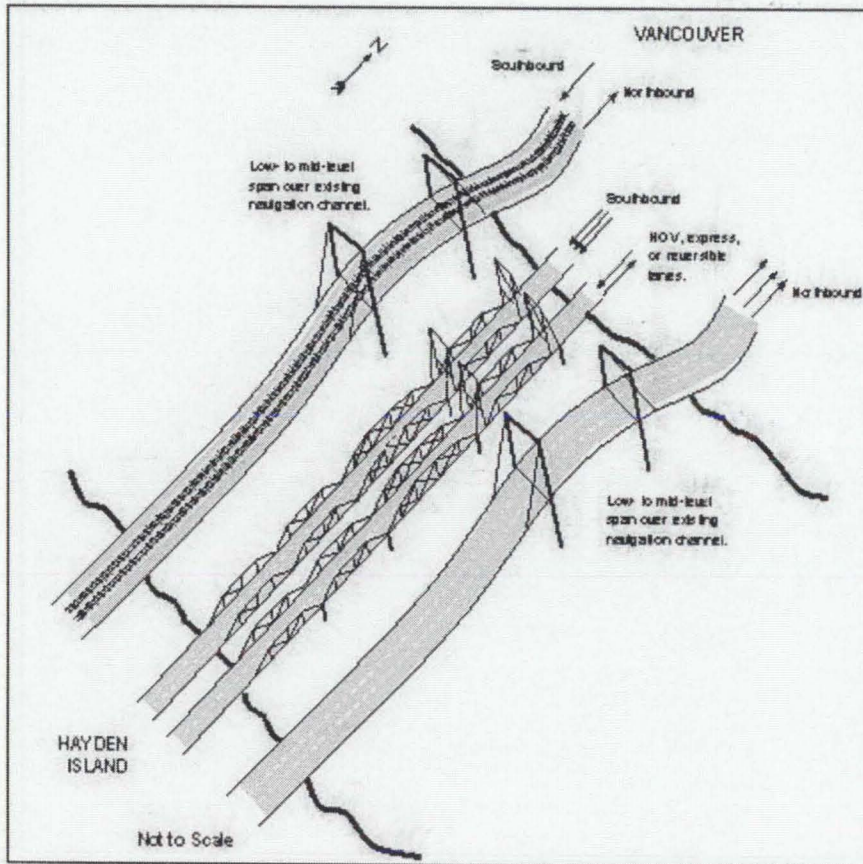 VANCOUVER
N
Southbound
Northbound
Low- to mid-level
span over existing
navigation channel.
Southbound
HOV, express,
or reversible
lanes.
Northbound
Low- to mid-level
span over existing
navigation channel.
HAYDEN
ISLAND
Not to Scale